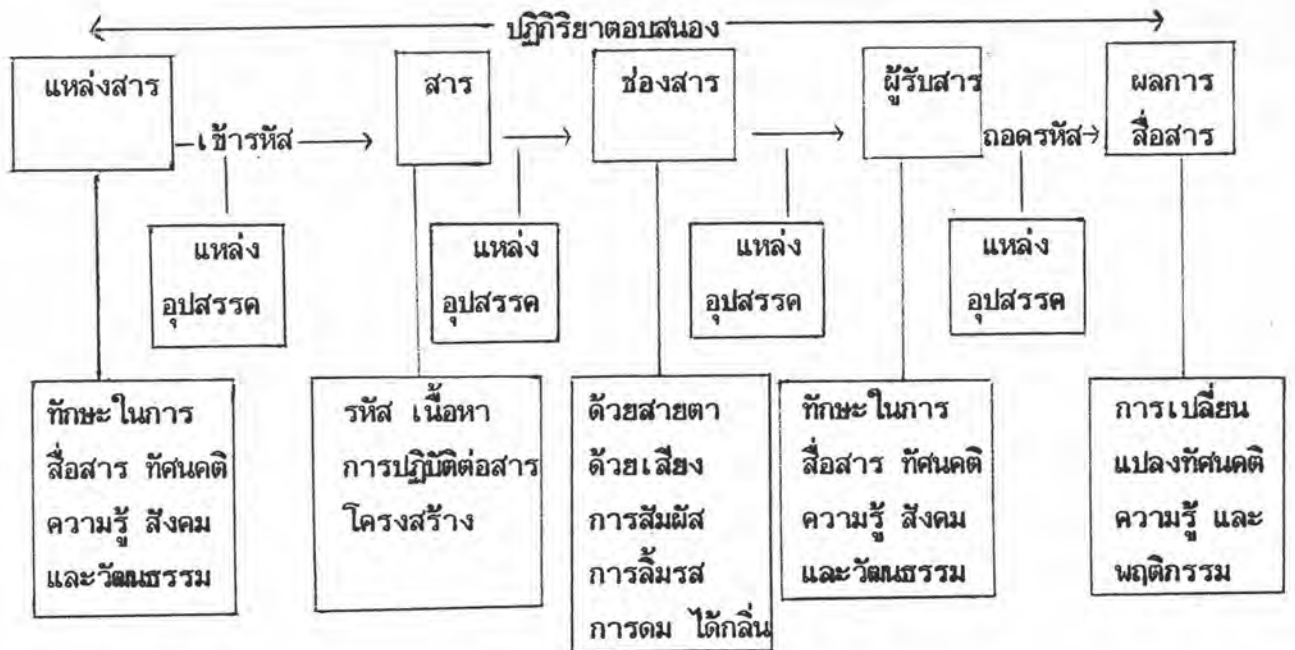 ปฏิกิริยาตอบสนอง
แหล่งสาร
เข้ารหัส
สาร
ช่องสาร
ผู้รับสาร
ถอดรหัส
ผลการ
สื่อสาร
แหล่ง
อุปสรรค
แหล่ง
อุปสรรค
แหล่ง
อุปสรรค
แหล่ง
อุปสรรค
ทักษะในการ
สื่อสาร ทัศนคติ
ความรู้ สังคม
และวัฒนธรรม
รหัส เนื้อหา
การปฏิบัติต่อสาร
โครงสร้าง
ด้วยสายตา
ด้วยเสียง
การสัมผัส
การลิ้มรส
การดม ได้กลิ่น
ทักษะในการ
สื่อสาร ทัศนคติ
ความรู้ สังคม
และวัฒนธรรม
การเปลี่ยน
แปลงทัศนคติ
ความรู้ และ
พฤติกรรม